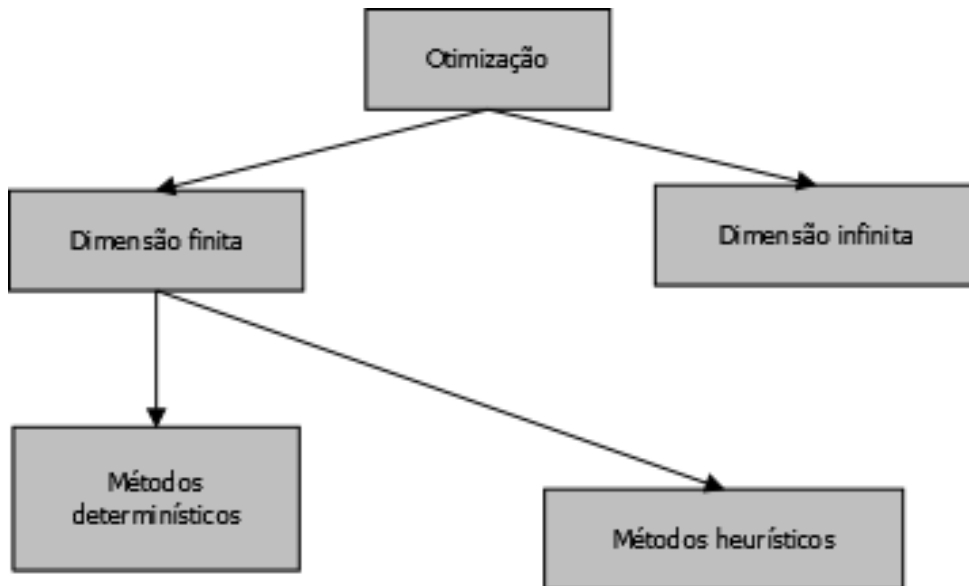 Otimização
Dimensão finita
Dimensão infinita
Métodos
determinísticos
Métodos heurísticos